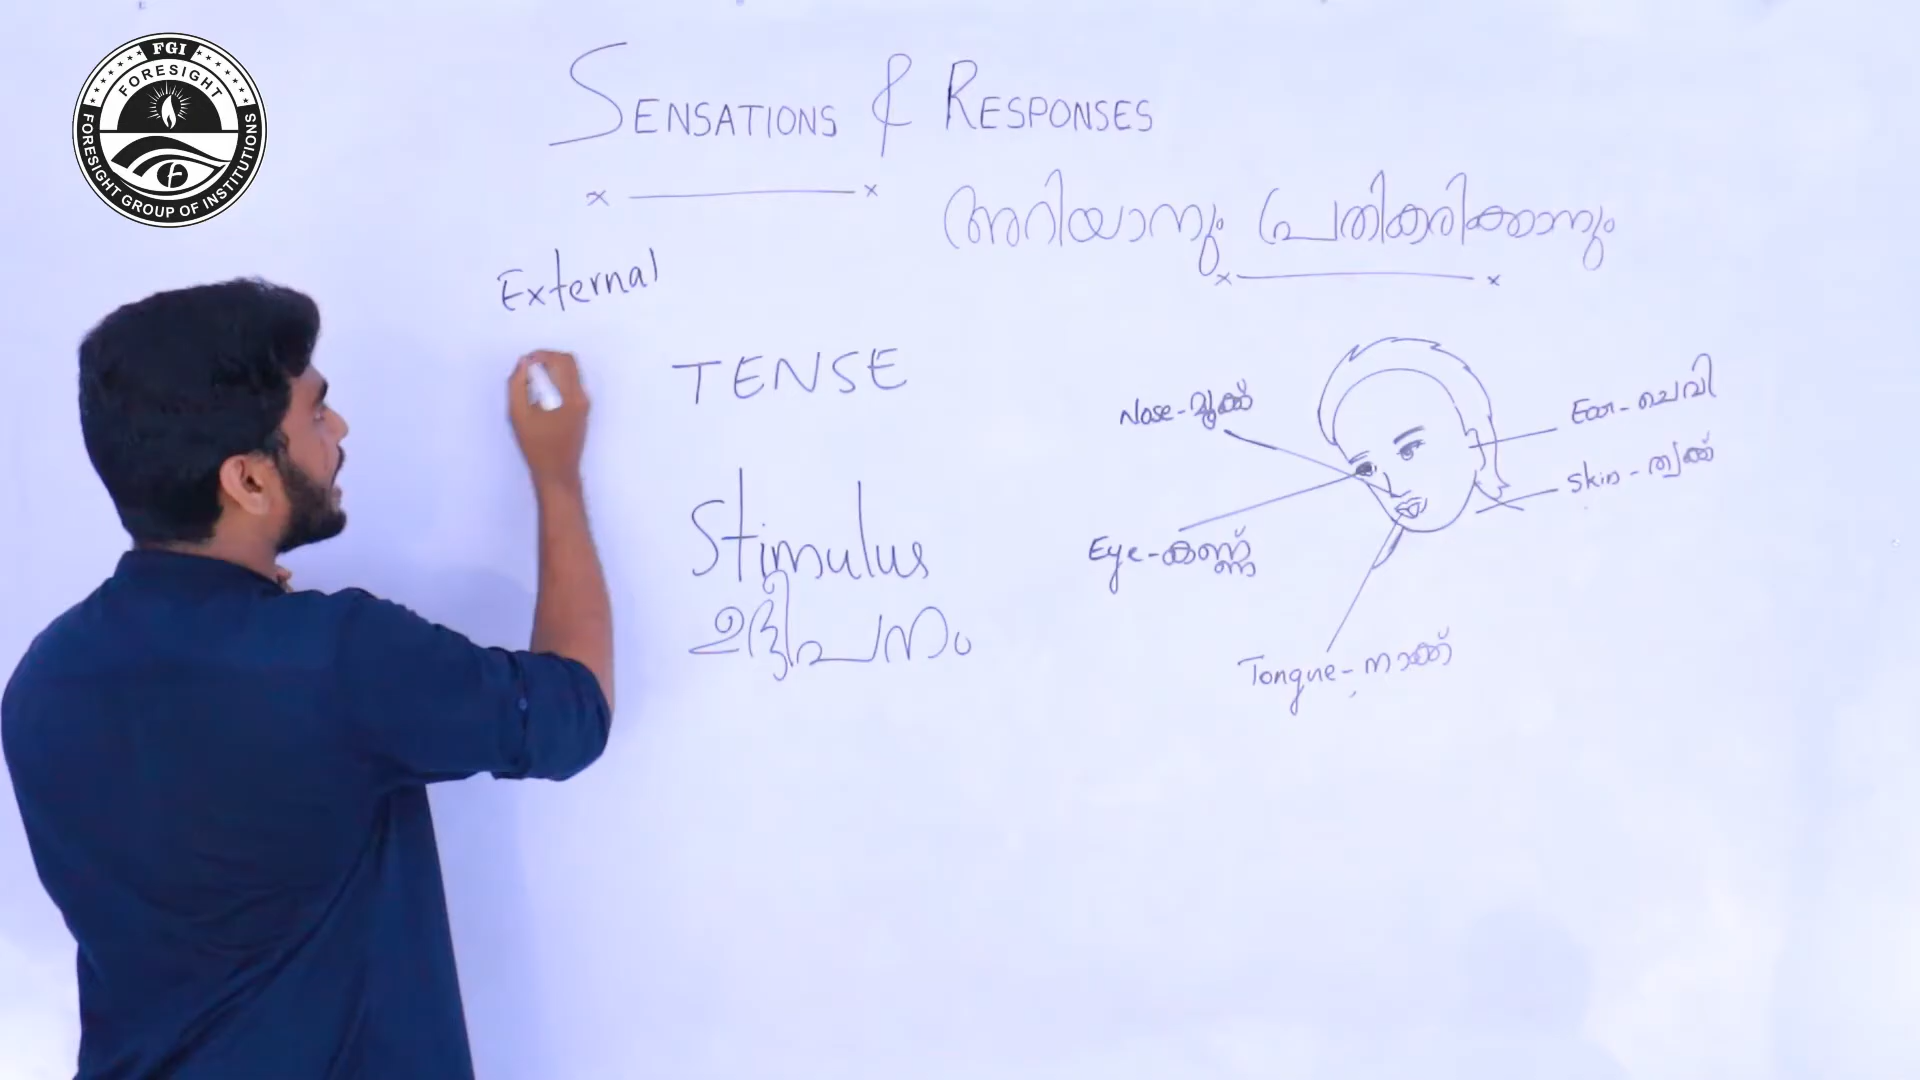 FGI
FORESIGHT
FORESIGHT GROUP OF INSTITUTIONS
SENSATIONS & RESPONSES
അറിയാനും പ്രതികരിക്കാനും
External
TENSE
Stimulus
ഉദ്ദീപനം
Nose-മൂക്ക്
Ear-ചെവി
Skin-ത്വക്ക്
Eye-കണ്ണ്
Tongue-നാക്ക്